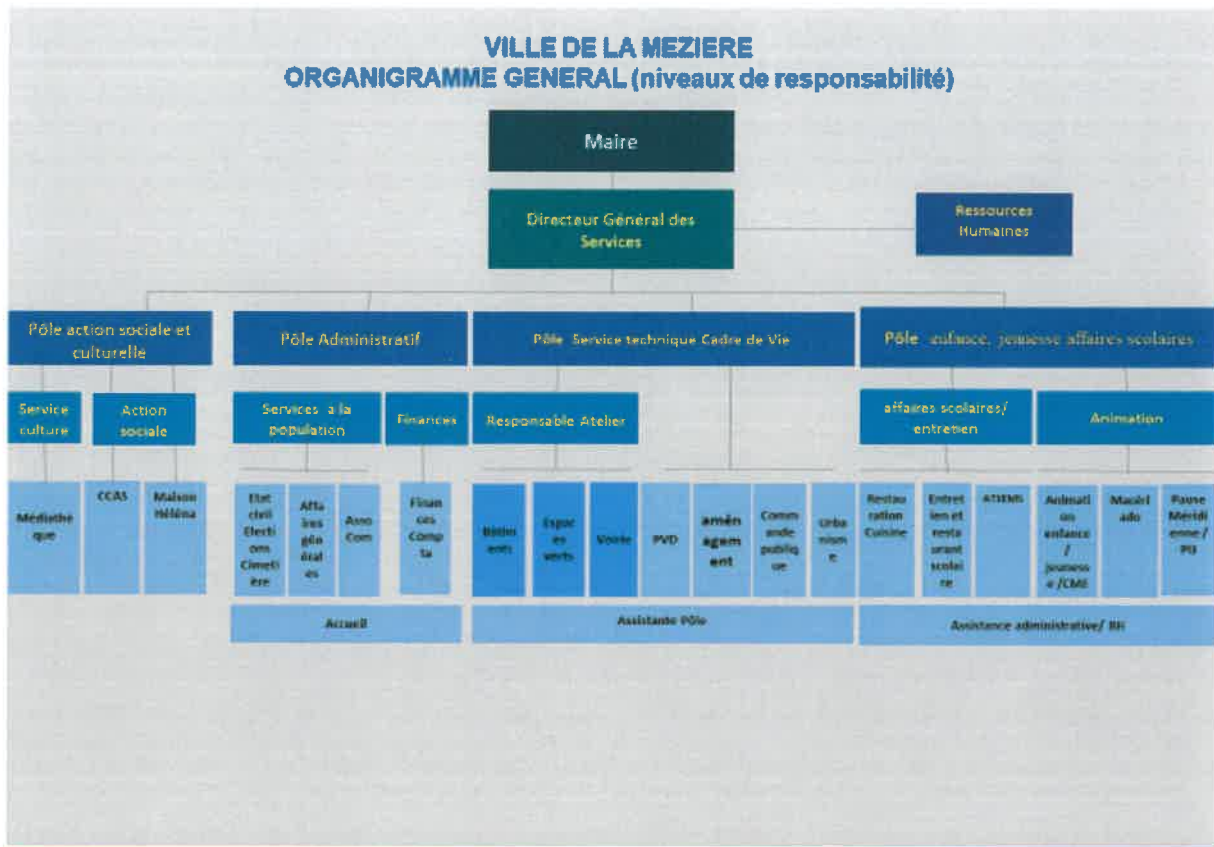 VILLE DE LA MEZIERE
ORGANIGRAMME GENERAL (niveaux de responsabilité)
Maire
Directeur Général des
Services
Ressources
Humaines
Pôle action sociale et
culturelle
Pôle Administratif
Pôle Service technique Cadre de Vie
Pôle enfance, jeunesse affaires scolaires
Service
culture
Action
sociale
Services a la
population
Finances
Responsable Atelier
affaires scolaires/
entretien
Animation
Médiathe
que
CCAS
Maison
Héléna
Etat
civil
Electi
ons
Cimeti
ère
Affa
ires
gén
éral
es
Asso
Com
Finan
ces
Comp
ta
Bâtim
ents
Espac
es
verts
Voirie
PVD
amén
agem
ent
Comm
ande
publiq
ue
Urba
nism
e
Restau
ration
Cuisine
Entret
ien et
resta
urant
scolai
re
ATSEMS
Animati
on
enfance
/
jeuness
e /CME
Macéri
ado
Pause
Méridi
enne /
PIJ
Accueil
Assistante Pôle
Assistance administrative/ RH